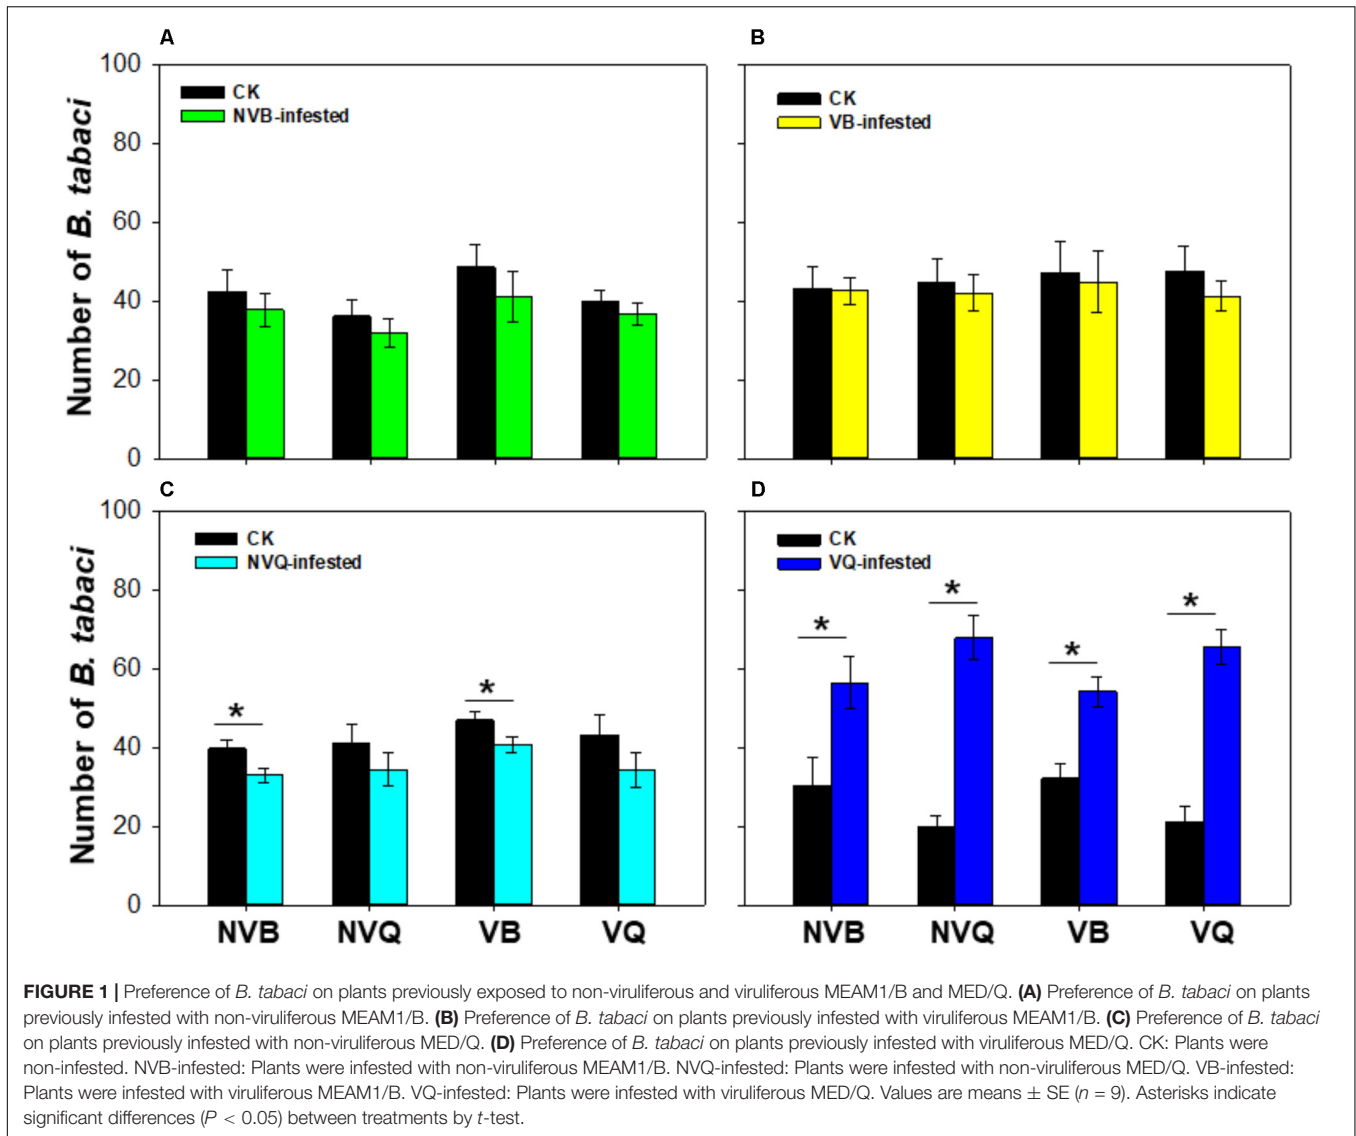 A
Number of B. tabaci
100
80
60
40
20
0
CK
NVB-infested
B
CK
VB-infested
C
Number of B. tabaci
100
80
60
40
20
0
CK
NVQ-infested
*
*
NVB NVQ VB VQ
D
CK
VQ-infested
*
*
*
*
NVB NVQ VB VQ
FIGURE 1 | Preference of B. tabaci on plants previously exposed to non-viruliferous and viruliferous MEAM1/B and MED/Q. (A) Preference of B. tabaci on plants
previously infested with non-viruliferous MEAM1/B. (B) Preference of B. tabaci on plants previously infested with viruliferous MEAM1/B. (C) Preference of B. tabaci
on plants previously infested with non-viruliferous MED/Q. (D) Preference of B. tabaci on plants previously infested with viruliferous MED/Q. CK: Plants were
non-infested. NVB-infested: Plants were infested with non-viruliferous MEAM1/B. NVQ-infested: Plants were infested with non-viruliferous MED/Q. VB-infested:
Plants were infested with viruliferous MEAM1/B. VQ-infested: Plants were infested with viruliferous MED/Q. Values are means ± SE (n = 9). Asterisks indicate
significant differences (P < 0.05) between treatments by t-test.